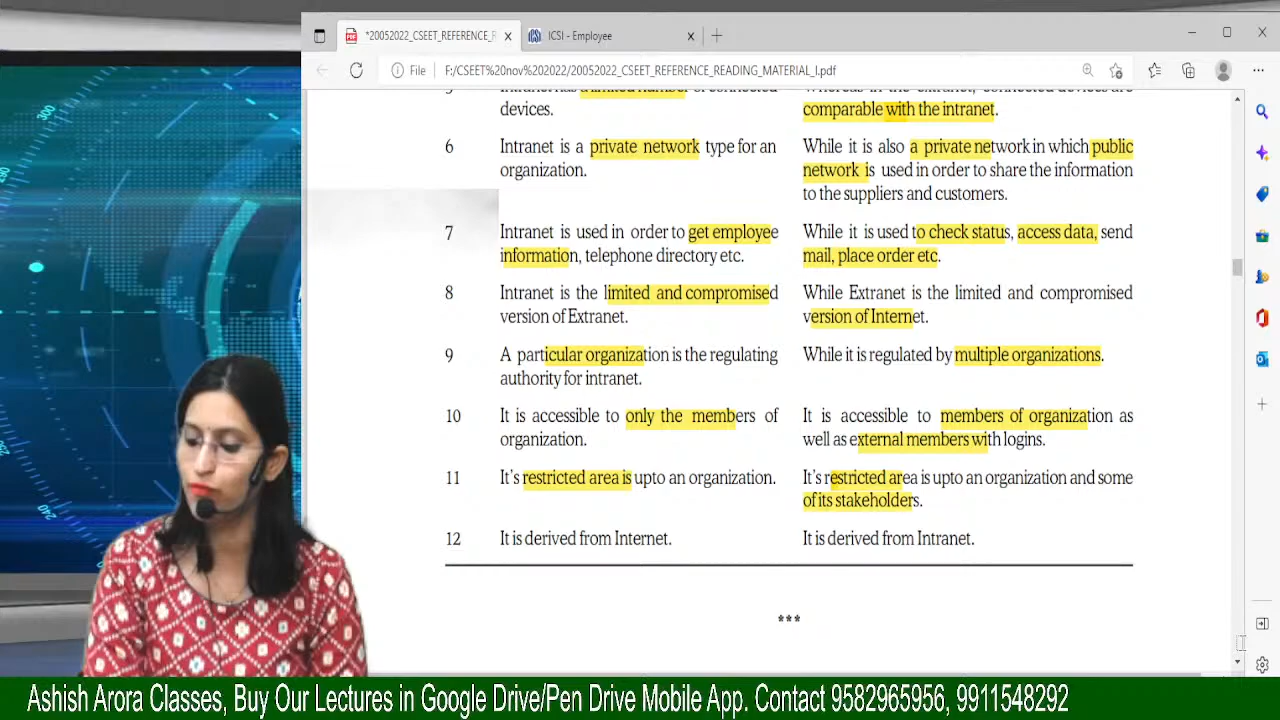 *20052022_CSEET_REFERENCE_R
ICSI - Employee
File
F:/CSEET%20nov%202022/20052022_CSEET_REFERENCE_READING_MATERIAL_I.pdf
devices.
comparable with the intranet.
6
Intranet is a private network type for an
organization.
While it is also a private network in which public
network is used in order to share the information
to the suppliers and customers.
7
Intranet is used in order to get employee
information, telephone directory etc.
While it is used to check status, access data, send
mail, place order etc.
8
Intranet is the limited and compromised
version of Extranet.
While Extranet is the limited and compromised
version of Internet.
9
A particular organization is the regulating
authority for intranet.
While it is regulated by multiple organizations.
10
It is accessible to only the members of
organization.
It is accessible to members of organization as
well as external members with logins.
11
It's restricted area is upto an organization.
It's restricted area is upto an organization and some
of its stakeholders.
12
It is derived from Internet.
It is derived from Intranet.
***
300
240
Ashish Arora Classes, Buy Our Lectures in Google Drive/Pen Drive Mobile App. Contact 9582965956, 9911548292